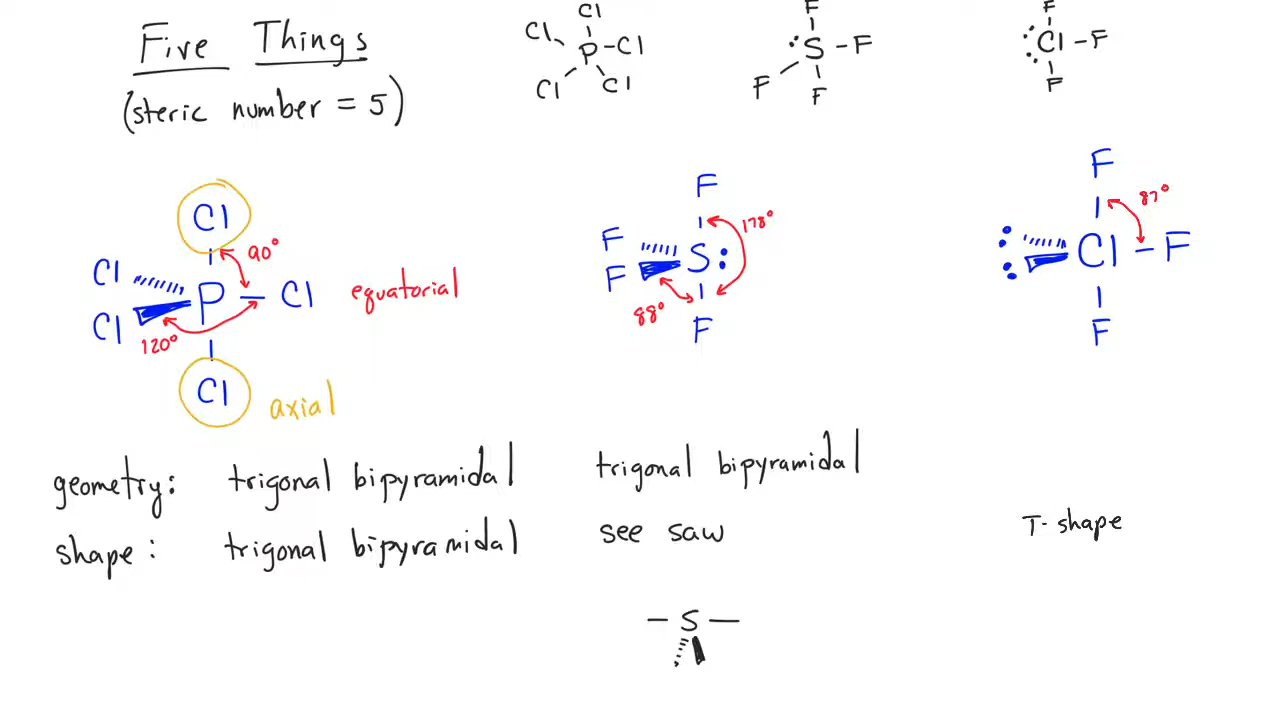 Five Things
(steric number = 5)
Cl
Cl P Cl
Cl Cl
F
S F
F F
F
Cl F
F
Cl
90°
Cl
Cl P Cl
120°
Cl
equatorial
axial
F
178°
F
F S
88°
F
F
87°
Cl F
F
geometry: trigonal bipyramidal trigonal bipyramidal
shape: trigonal bipyramidal see saw T-shape
S